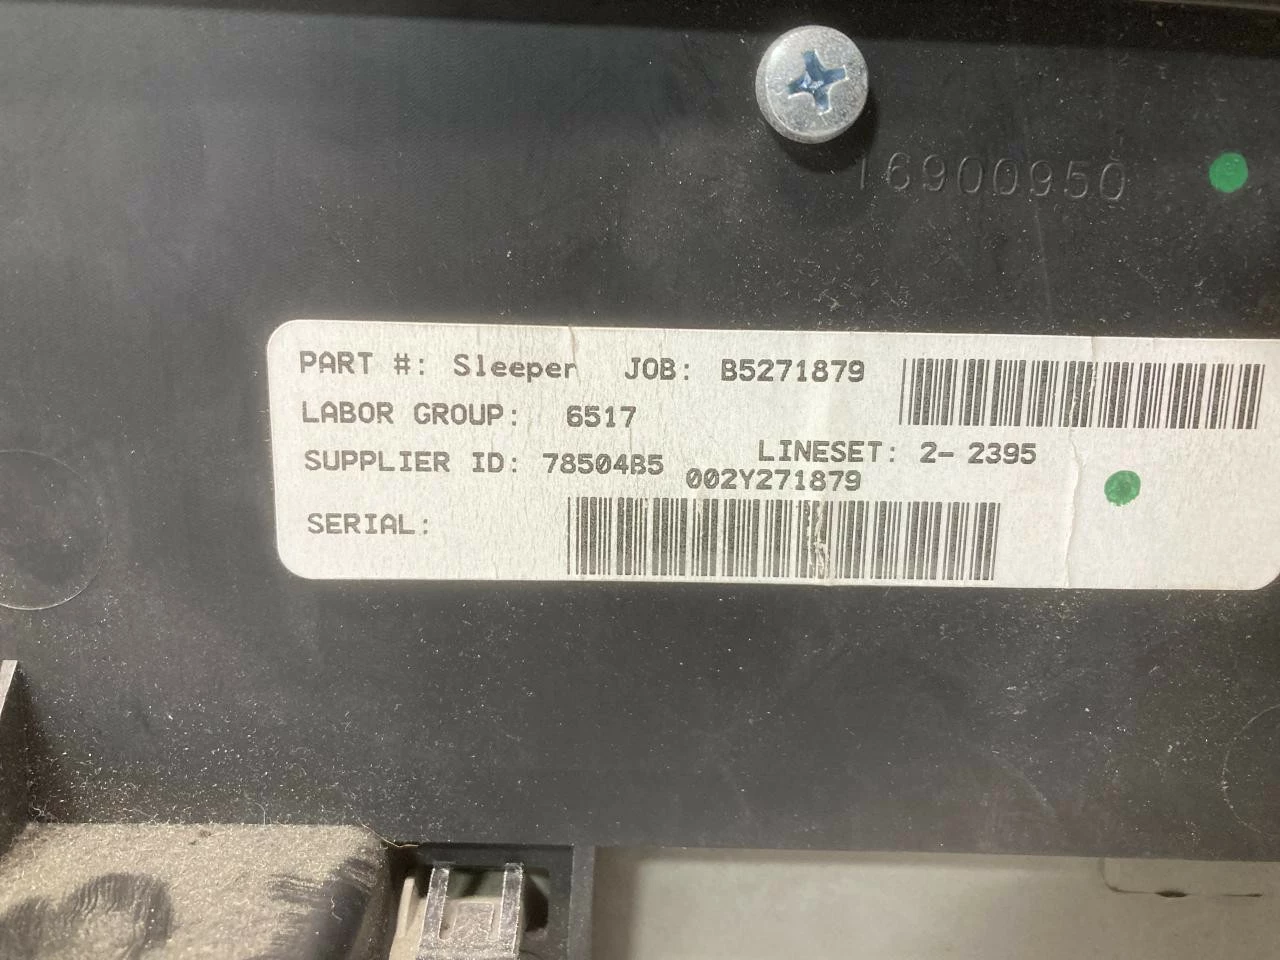 16900950
PART #: Sleeper JOB: B5271879
LABOR GROUP: 6517
SUPPLIER ID: 78504B5 LINESET: 2- 2395
002Y271879
SERIAL: